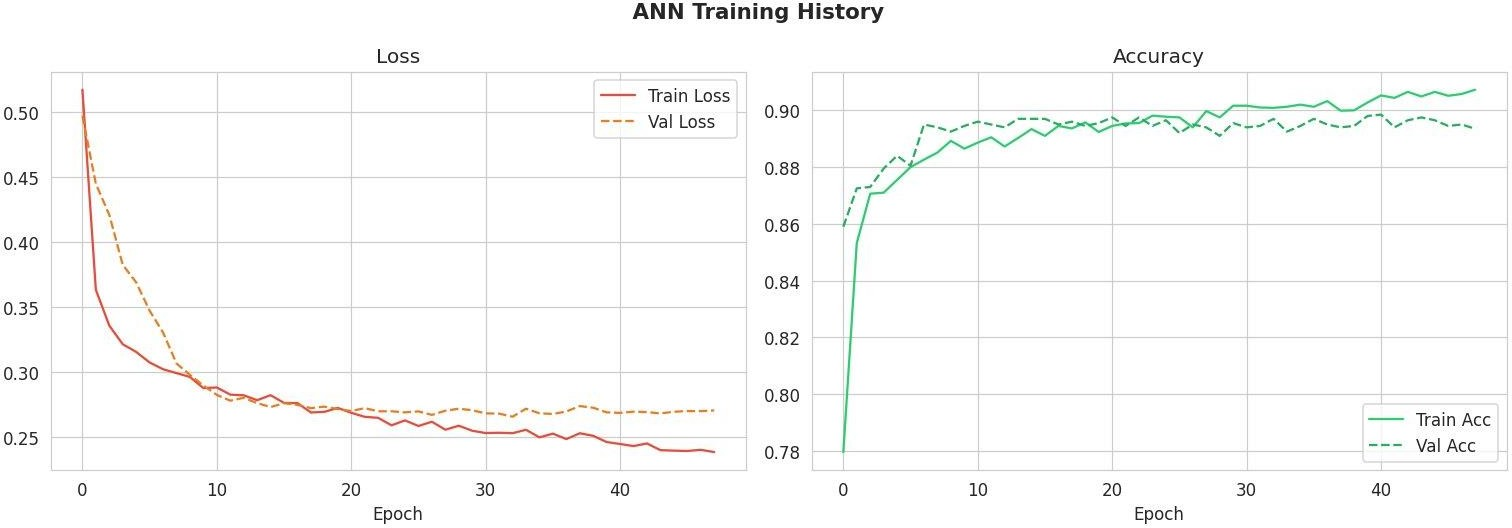 ANN Training History
Loss
Train Loss
Val Loss
0.50
0.45
0.40
0.35
0.30
0.25
0 10 20 30 40
Epoch
Accuracy
0.90
0.88
0.86
0.84
0.82
0.80
0.78
Train Acc
Val Acc
0 10 20 30 40
Epoch